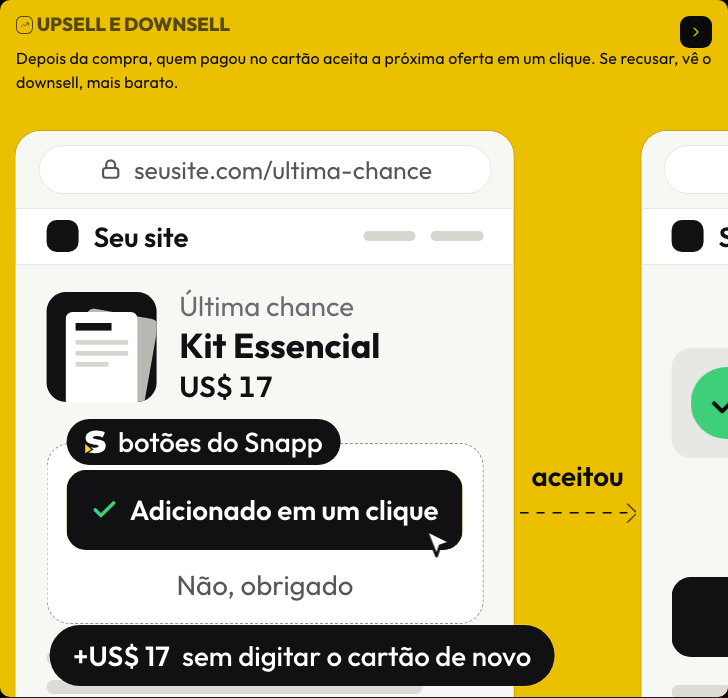 UPSELL E DOWNSELL
Depois da compra, quem pagou no cartão aceita a próxima oferta em um clique. Se recusar, vê o
downsell, mais barato.
seusite.com/ultima-chance
Seu site
Última chance
Kit Essencial
US$ 17
S botões do Snapp
Adicionado em um clique
Não, obrigado
+US$ 17 sem digitar o cartão de novo
aceitou
S